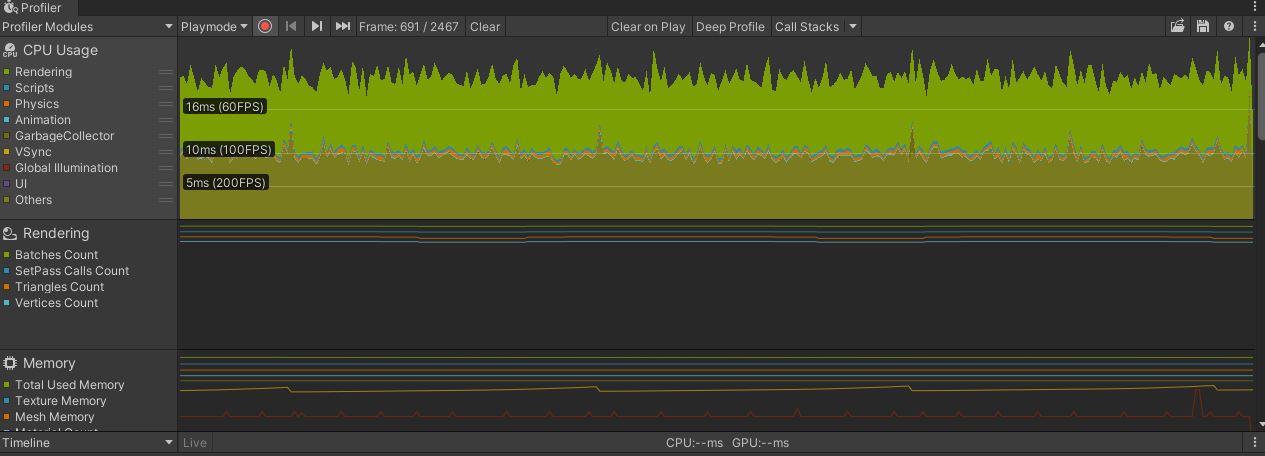 Profiler
Profiler Modules
Playmode
Frame: 691 / 2467
Clear
Clear on Play
Deep Profile
Call Stacks
CPU Usage
Rendering
Scripts
Physics
Animation
GarbageCollector
VSync
Global Illumination
UI
Others
16ms (60FPS)
10ms (100FPS)
5ms (200FPS)
Rendering
Batches Count
SetPass Calls Count
Triangles Count
Vertices Count
Memory
Total Used Memory
Texture Memory
Mesh Memory
Material Count
Timeline
Live
CPU:--ms GPU:--ms